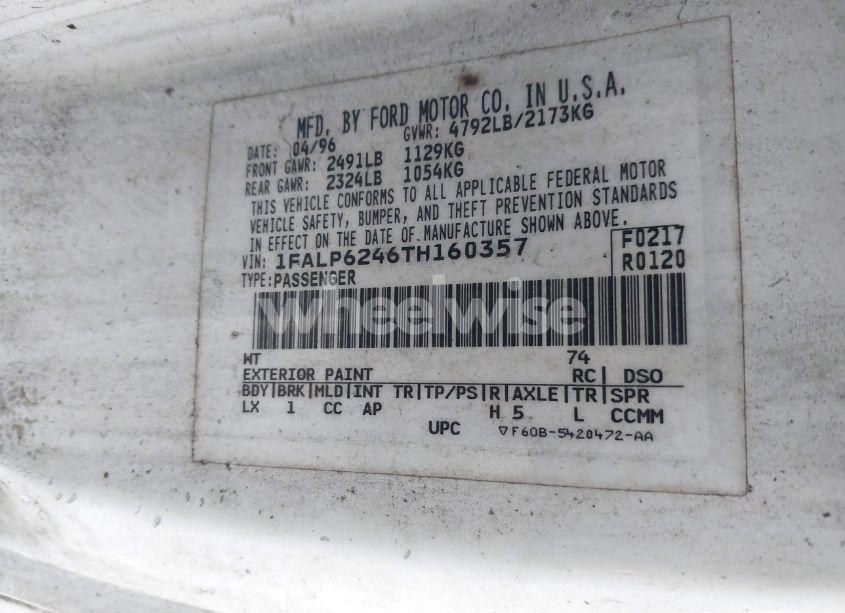 MFD. BY FORD MOTOR CO. IN U.S.A.
DATE: 04/96 GVWR: 4792LB/2173KG
FRONT GAWR: 2491LB 1129KG
REAR GAWR: 2324LB 1054KG
THIS VEHICLE CONFORMS TO ALL APPLICABLE FEDERAL MOTOR
VEHICLE SAFETY, BUMPER, AND THEFT PREVENTION STANDARDS
IN EFFECT ON THE DATE OF MANUFACTURE SHOWN ABOVE.
VIN: 1FALP6246TH160357 F0217
TYPE: PASSENGER R0120
wheelwise
WT 74
EXTERIOR PAINT RC| DSO
BDY|BRK|MLD|INT TR|TP/PS|R|AXLE|TR|SPR
LX 1 CC AP H 5 L CCMM
UPC ▽F60B-5420472-AA